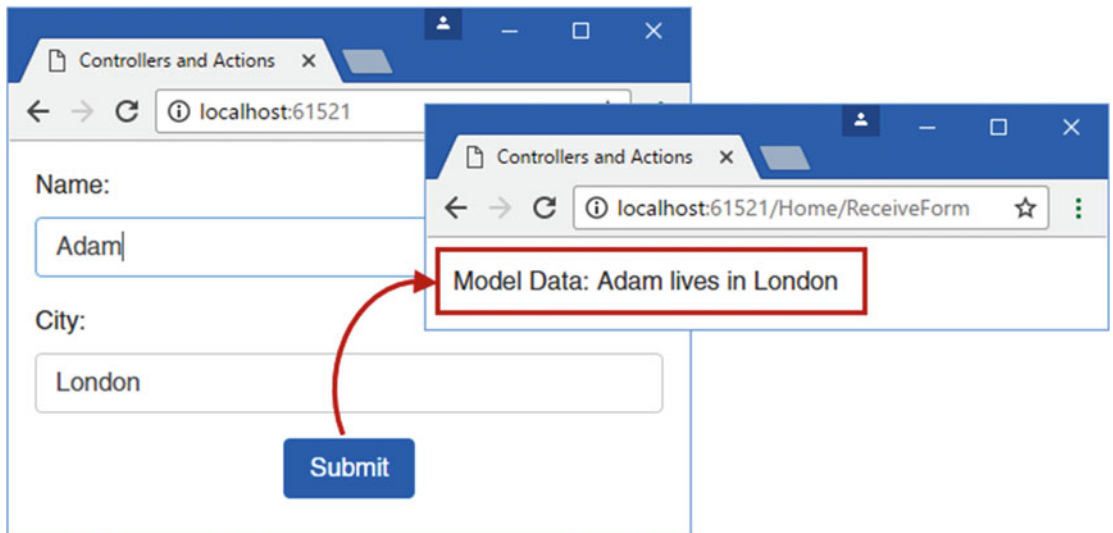 Controllers and Actions
localhost:61521
Name:
Adam
City:
London
Submit
Controllers and Actions
localhost:61521/Home/ReceiveForm
Model Data: Adam lives in London